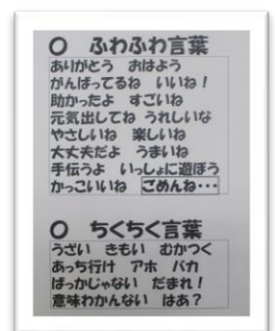 ○ ふわふわ言葉
ありがとう おはよう
がんばってるね いいね！
助かったよ すごいね
元気出してね うれしいな
やさしいね 楽しいね
大丈夫だよ うまいね
手伝うよ いっしょに遊ぼう
かっこいいね ごめんね・・・
○ ちくちく言葉
うざい きもい むかつく
あっち行け アホ バカ
ばっかじゃない だまれ！
意味わかんない はあ？